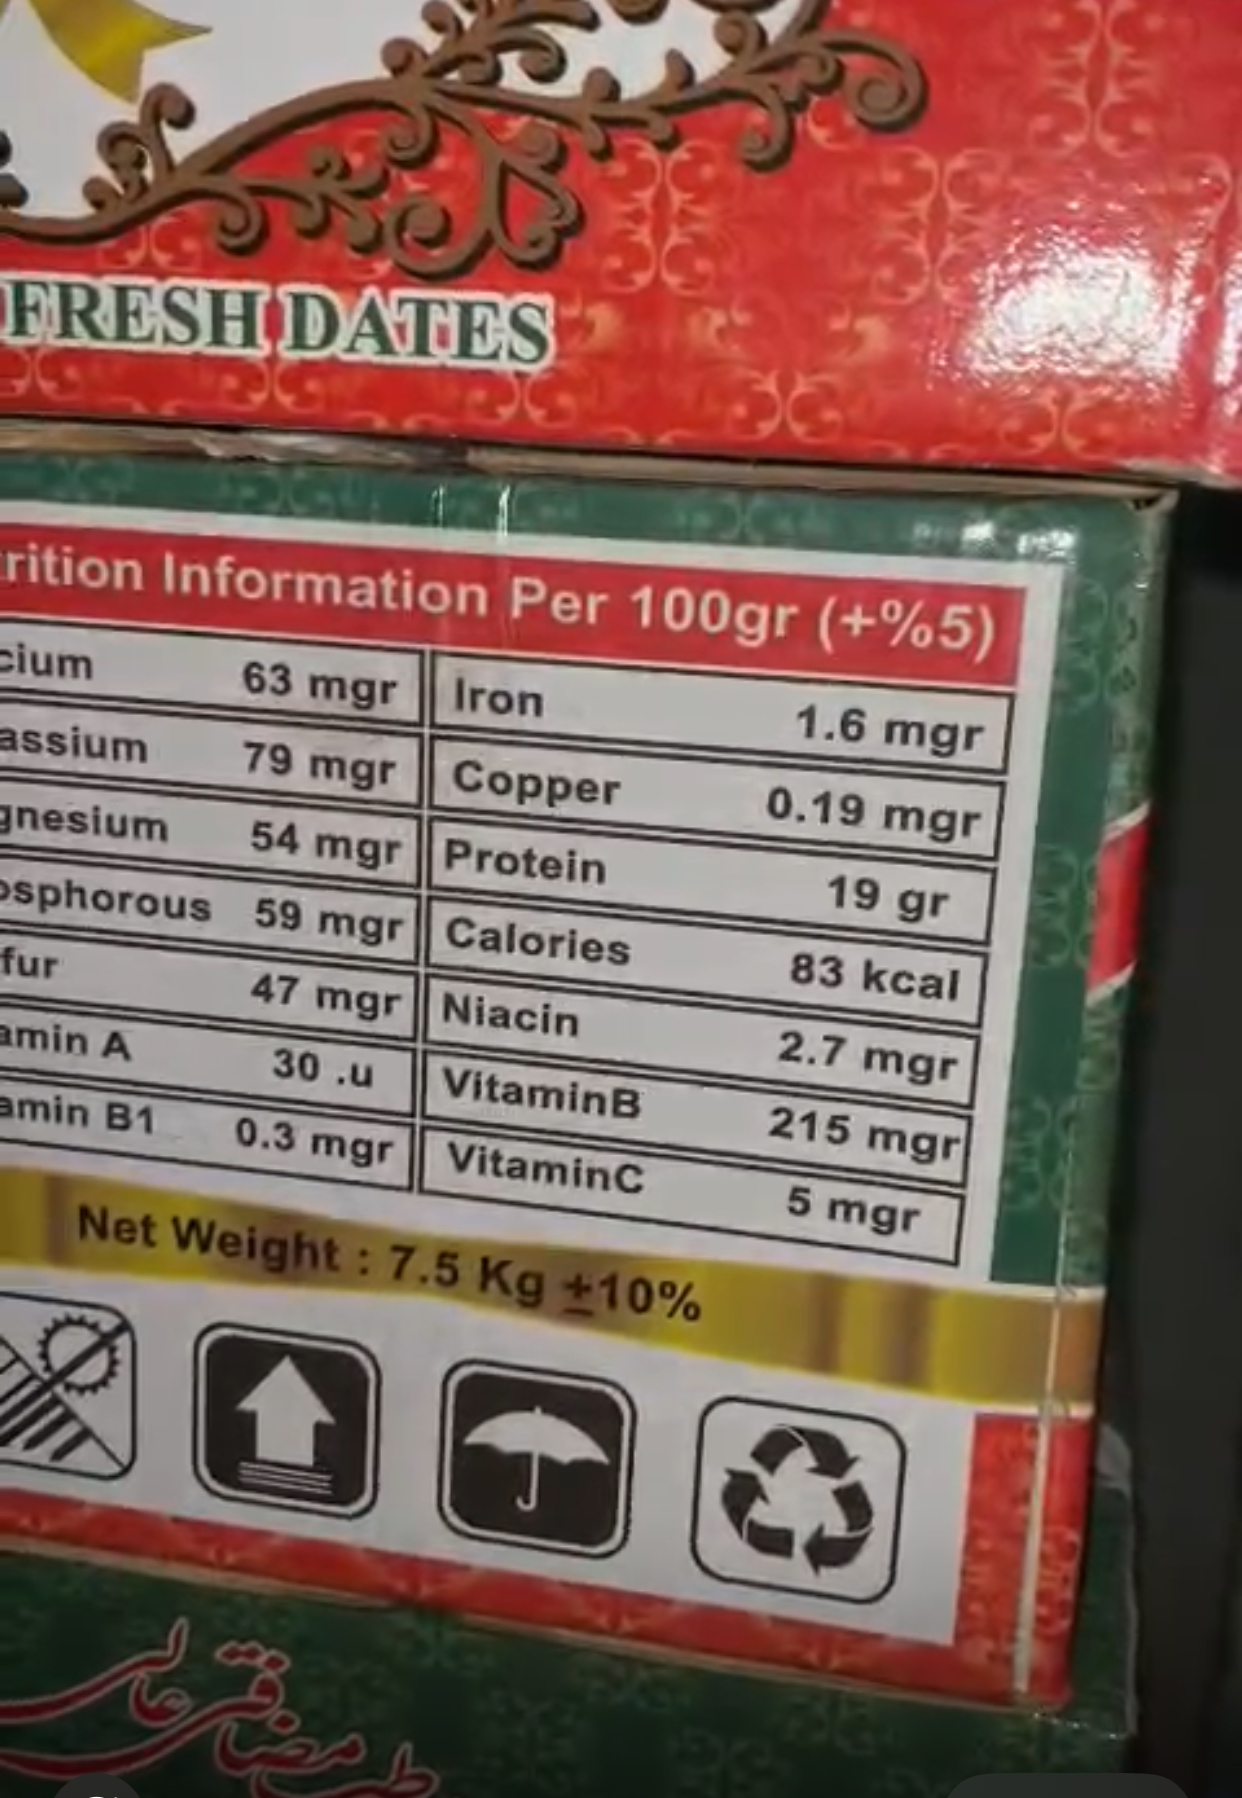 FRESH DATES
rition Information Per 100gr (+%5)
cium 63 mgr Iron 1.6 mgr
assium 79 mgr Copper 0.19 mgr
gnesium 54 mgr Protein 19 gr
osphorous 59 mgr Calories 83 kcal
fur 47 mgr Niacin 2.7 mgr
amin A 30 .u VitaminB 215 mgr
amin B1 0.3 mgr VitaminC 5 mgr
Net Weight : 7.5 Kg ±10%
رطب مضافتی عالی